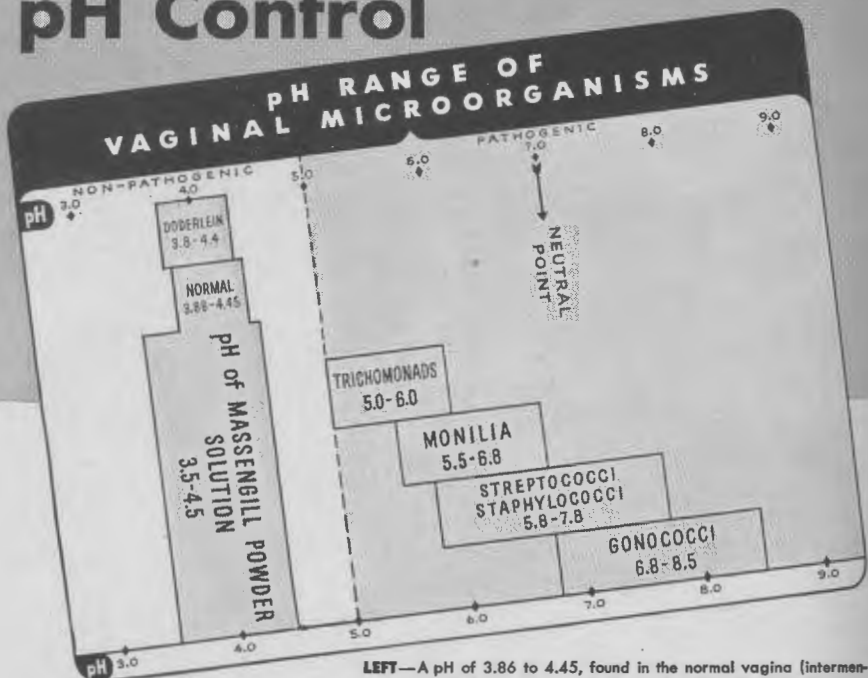 pH Control
pH RANGE OF
VAGINAL MICROORGANISMS
NON-PATHOGENIC
PATHOGENIC
pH
3.0
4.0
5.0
6.0
7.0
8.0
9.0
DODERLEIN
3.8-4.4
NORMAL
3.86-4.45
pH of MASSENGILL POWDER
SOLUTION
3.5-4.5
NEUTRAL
POINT
TRICHOMONADS
5.0-6.0
MONILIA
5.5-6.8
STREPTOCOCCI
STAPHYLOCOCCI
5.8-7.8
GONOCOCCI
6.8-8.5
pH
3.0
4.0
5.0
6.0
7.0
8.0
9.0
LEFT—A pH of 3.86 to 4.45, found in the normal vagina (intermen-